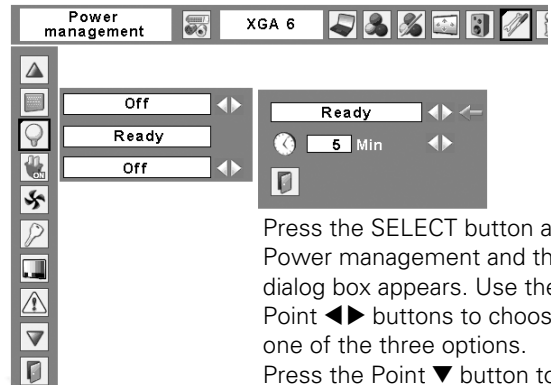 Power
management
XGA 6
Off
Ready
Off
ON
Ready
5 Min
Press the SELECT button a
Power management and th
dialog box appears. Use the
Point ◀▶ buttons to choos
one of the three options.
Press the Point ▼ button to